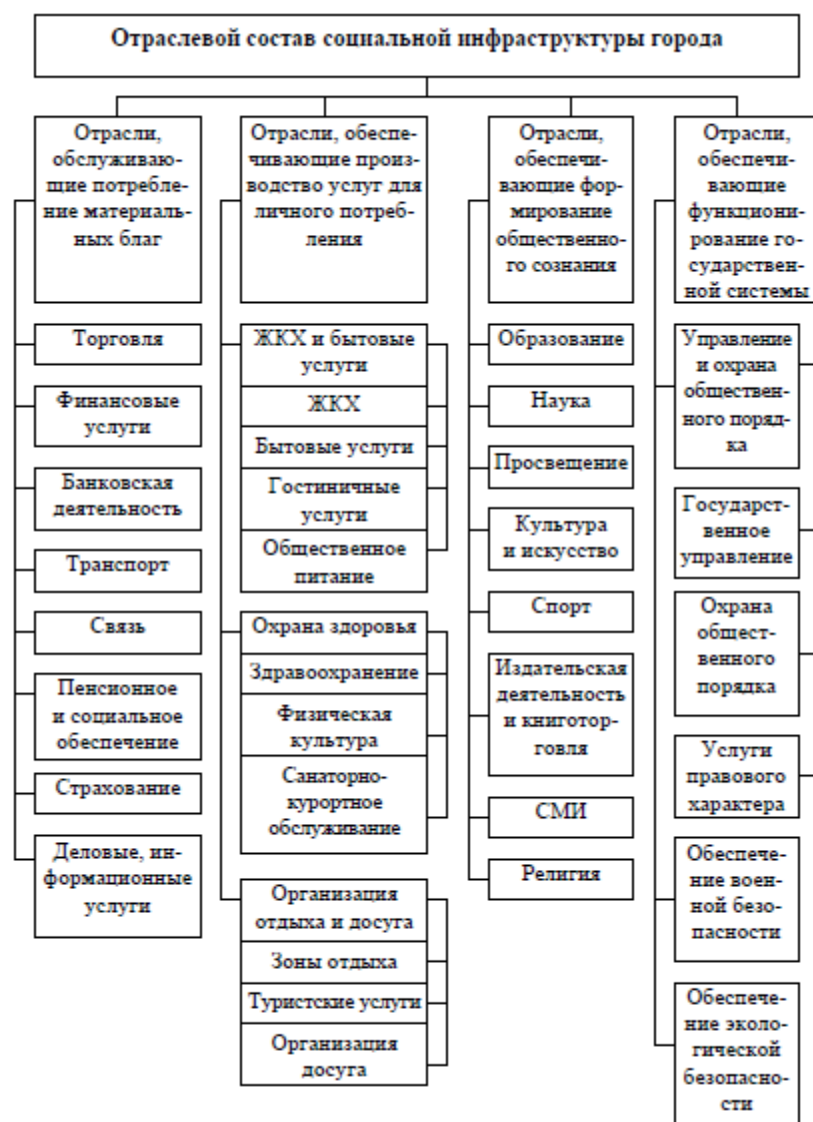 Отраслевой состав социальной инфраструктуры города
Отрасли,
обслуживаю-
щие потребле-
ние материаль-
ных благ
Торговля
Финансовые
услуги
Банковская
деятельность
Транспорт
Связь
Пенсионное
и социальное
обеспечение
Страхование
Деловые, ин-
формационные
услуги
Отрасли, обеспе-
чивающие произ-
водство услуг для
личного потреб-
ления
ЖКХ и бытовые
услуги
ЖКХ
Бытовые услуги
Гостиничные
услуги
Общественное
питание
Охрана здоровья
Здравоохранение
Физическая
культура
Санаторно-
курортное
обслуживание
Организация
отдыха и досуга
Зоны отдыха
Туристские услуги
Организация
досуга
Отрасли,
обеспечи-
вающие фор-
мирование
общественно-
го сознания
Образование
Наука
Просвещение
Культура
и искусство
Спорт
Издательская
деятельность
и книготор-
говля
СМИ
Религия
Отрасли,
обеспечи-
вающие
функциони-
рование го-
сударствен-
ной системы
Управление
и охрана
обществен-
ного поряд-
ка
Государст-
венное
управление
Охрана
общест-
венного
порядка
Услуги
правового
характера
Обеспече-
ние воен-
ной безо-
пасности
Обеспече-
ние эколо-
гической
безопасно-
сти